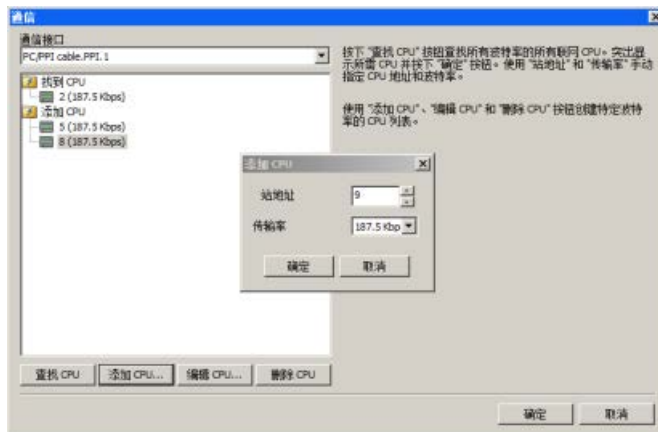 通信
通信接口
PC/PPI cable.PPI.1
找到 CPU
2 (187.5 Kbps)
添加 CPU
5 (187.5 Kbps)
8 (187.5 Kbps)
按下 "查找 CPU" 按钮查找所有波特率的所有联网 CPU。突出显
示所需 CPU 并按下 "确定" 按钮。使用 "站地址" 和 "传输率" 手动
指定 CPU 地址和波特率。
使用 "添加 CPU"、"编辑 CPU" 和 "删除 CPU" 按钮创建特定波特
率的 CPU 列表。
添加 CPU
站地址
9
传输率
187.5 Kbp
确定
取消
查找 CPU
添加 CPU...
编辑 CPU...
删除 CPU
确定
取消